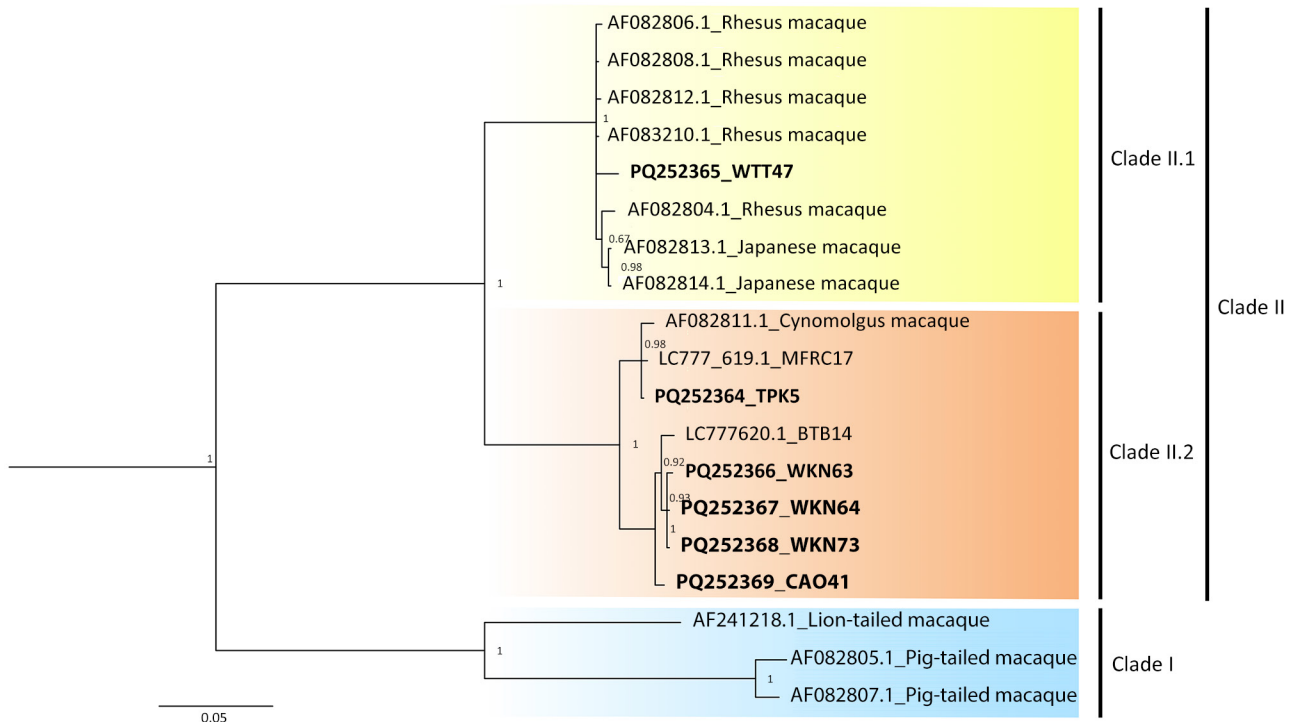 AF082806.1_Rhesus macaque
AF082808.1_Rhesus macaque
AF082812.1_Rhesus macaque
1
AF083210.1_Rhesus macaque
Clade II.1
PQ252365_WTT47
AF082804.1_Rhesus macaque
0.67
AF082813.1_Japanese macaque
0.98
AF082814.1_Japanese macaque
1
Clade II
AF082811.1_Cynomolgus macaque
0.98
LC777_619.1_MFRC17
PQ252364_TPK5
LC777620.1_BTB14
1
Clade II.2
0.92
PQ252366_WKN63
1
0.93
PQ252367_WKN64
1
PQ252368_WKN73
PQ252369_CAO41
AF241218.1_Lion-tailed macaque
1
AF082805.1_Pig-tailed macaque
Clade I
1
AF082807.1_Pig-tailed macaque
0.05